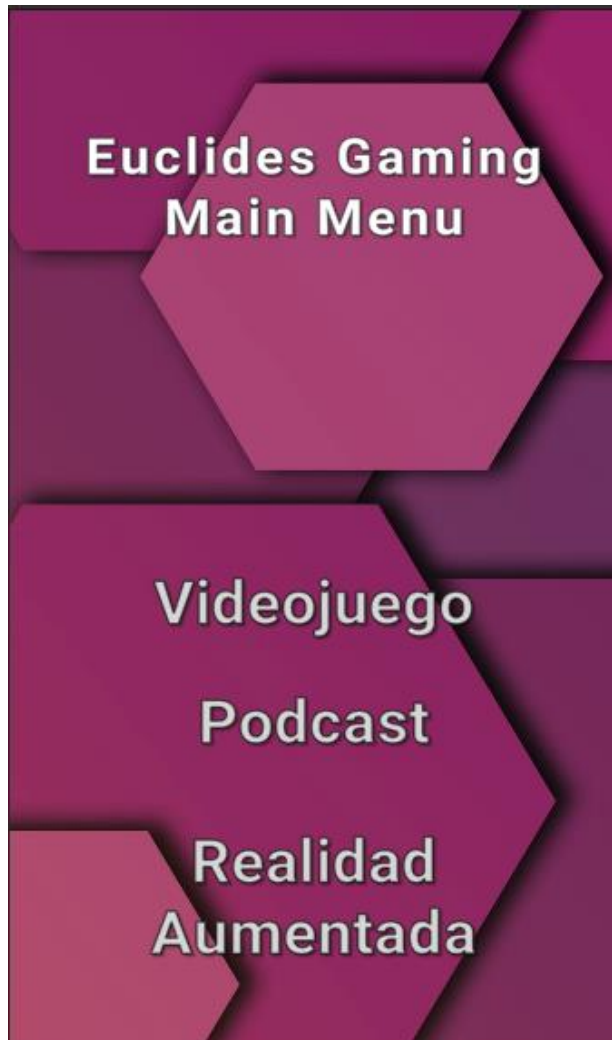 Euclides Gaming
Main Menu
Videojuego
Podcast
Realidad
Aumentada